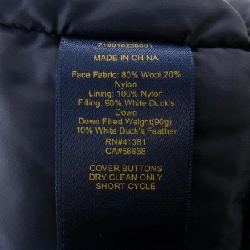 MADE IN CHINA
Face Fabric: 80% Wool 20%
Nylon
Lining: 100% Nylon
Filling: 90% White Duck's
Down
Down Filled Weight(90g)
10% White Duck's Feather
RN#41381
CA#56658
COVER BUTTONS
DRY CLEAN ONLY
SHORT CYCLE